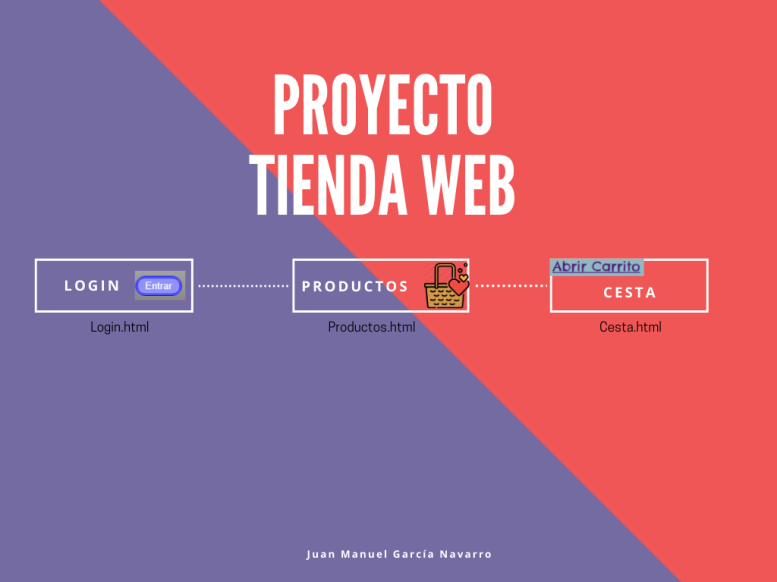 PROYECTO
TIENDA WEB
LOGIN
Entrar
PRODUCTOS
Abrir Carrito
CESTA
Login.html
Productos.html
Cesta.html
Juan Manuel García Navarro